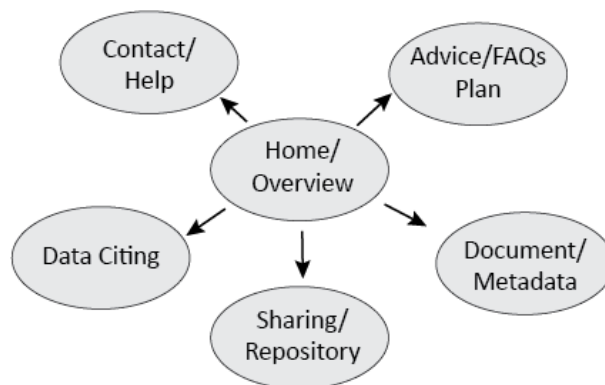 Contact/
Help
Advice/FAQs
Plan
Home/
Overview
Data Citing
Document/
Metadata
Sharing/
Repository